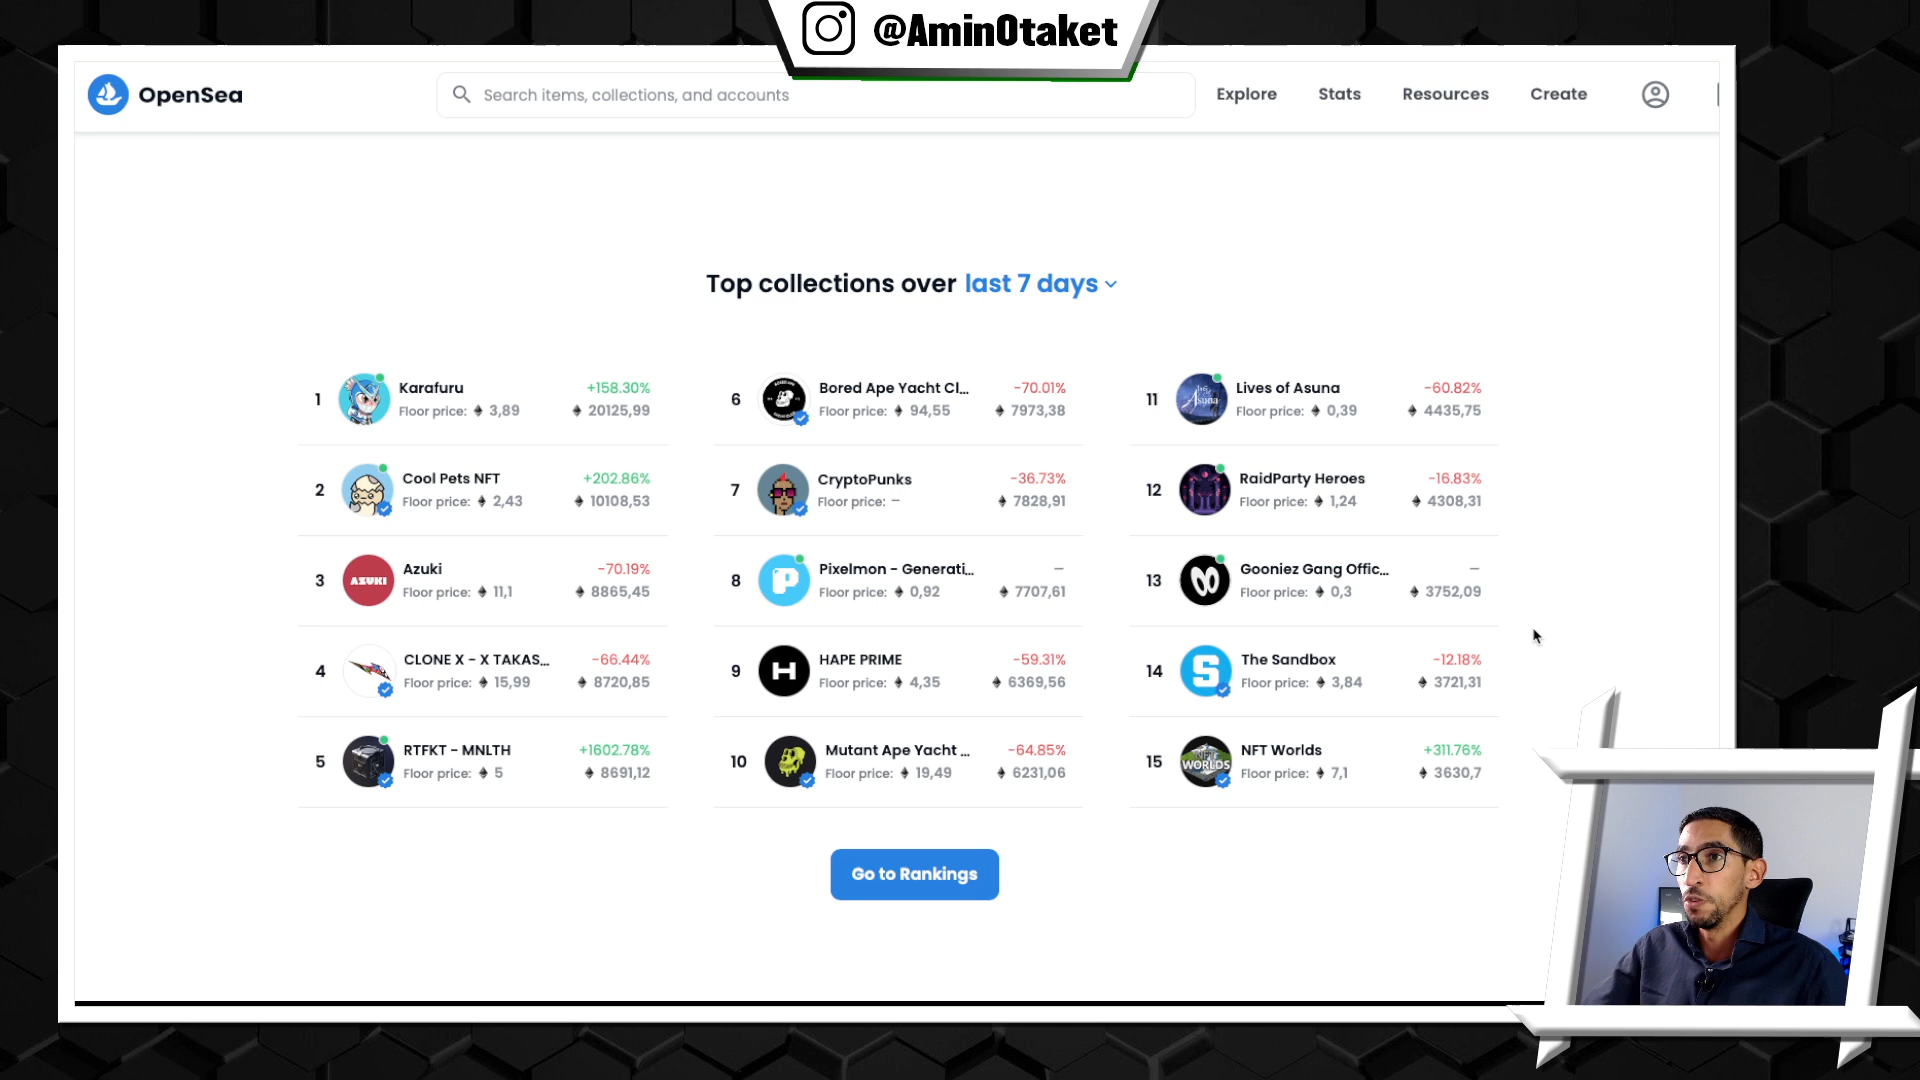 @AminOtaket
OpenSea
Search items, collections, and accounts
Explore
Stats
Resources
Create
Top collections over last 7 days
1
Karafuru
+158.30%
Floor price: 3,89
20125,99
2
Cool Pets NFT
+202.86%
Floor price: 2,43
10108,53
3
AZUKI
Azuki
-70.19%
Floor price: 11,1
8865,45
4
CLONE X - X TAKAS...
-66.44%
Floor price: 15,99
8720,85
5
RTFKT - MNLTH
+1602.78%
Floor price: 5
8691,12
6
Bored Ape Yacht Cl...
-70.01%
Floor price: 94,55
7973,38
7
CryptoPunks
-36.73%
Floor price: —
7828,91
8
P
Pixelmon - Generati...
—
Floor price: 0,92
7707,61
9
H
HAPE PRIME
-59.31%
Floor price: 4,35
6369,56
10
Mutant Ape Yacht ...
-64.85%
Floor price: 19,49
6231,06
11
Asuna
Lives of Asuna
-60.82%
Floor price: 0,39
4435,75
12
RaidParty Heroes
-16.83%
Floor price: 1,24
4308,31
13
Gooniez Gang Offic...
—
Floor price: 0,3
3752,09
14
S
The Sandbox
-12.18%
Floor price: 3,84
3721,31
15
NFT
WORLDS
NFT Worlds
+311.76%
Floor price: 7,1
3630,7
Go to Rankings